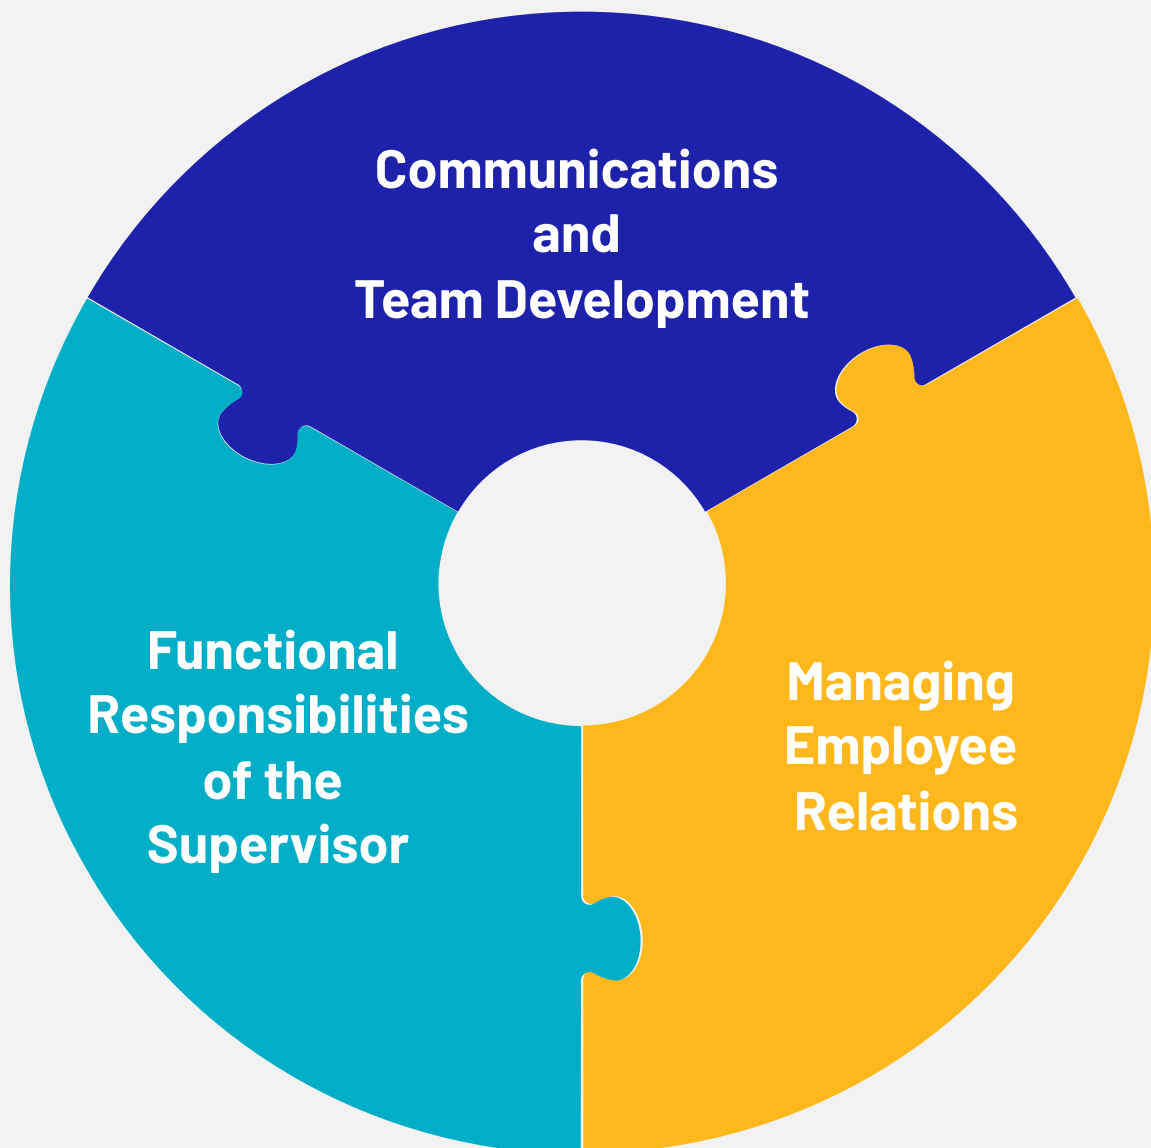 Communications
and
Team Development
Functional
Responsibilities
of the
Supervisor
Managing
Employee
Relations